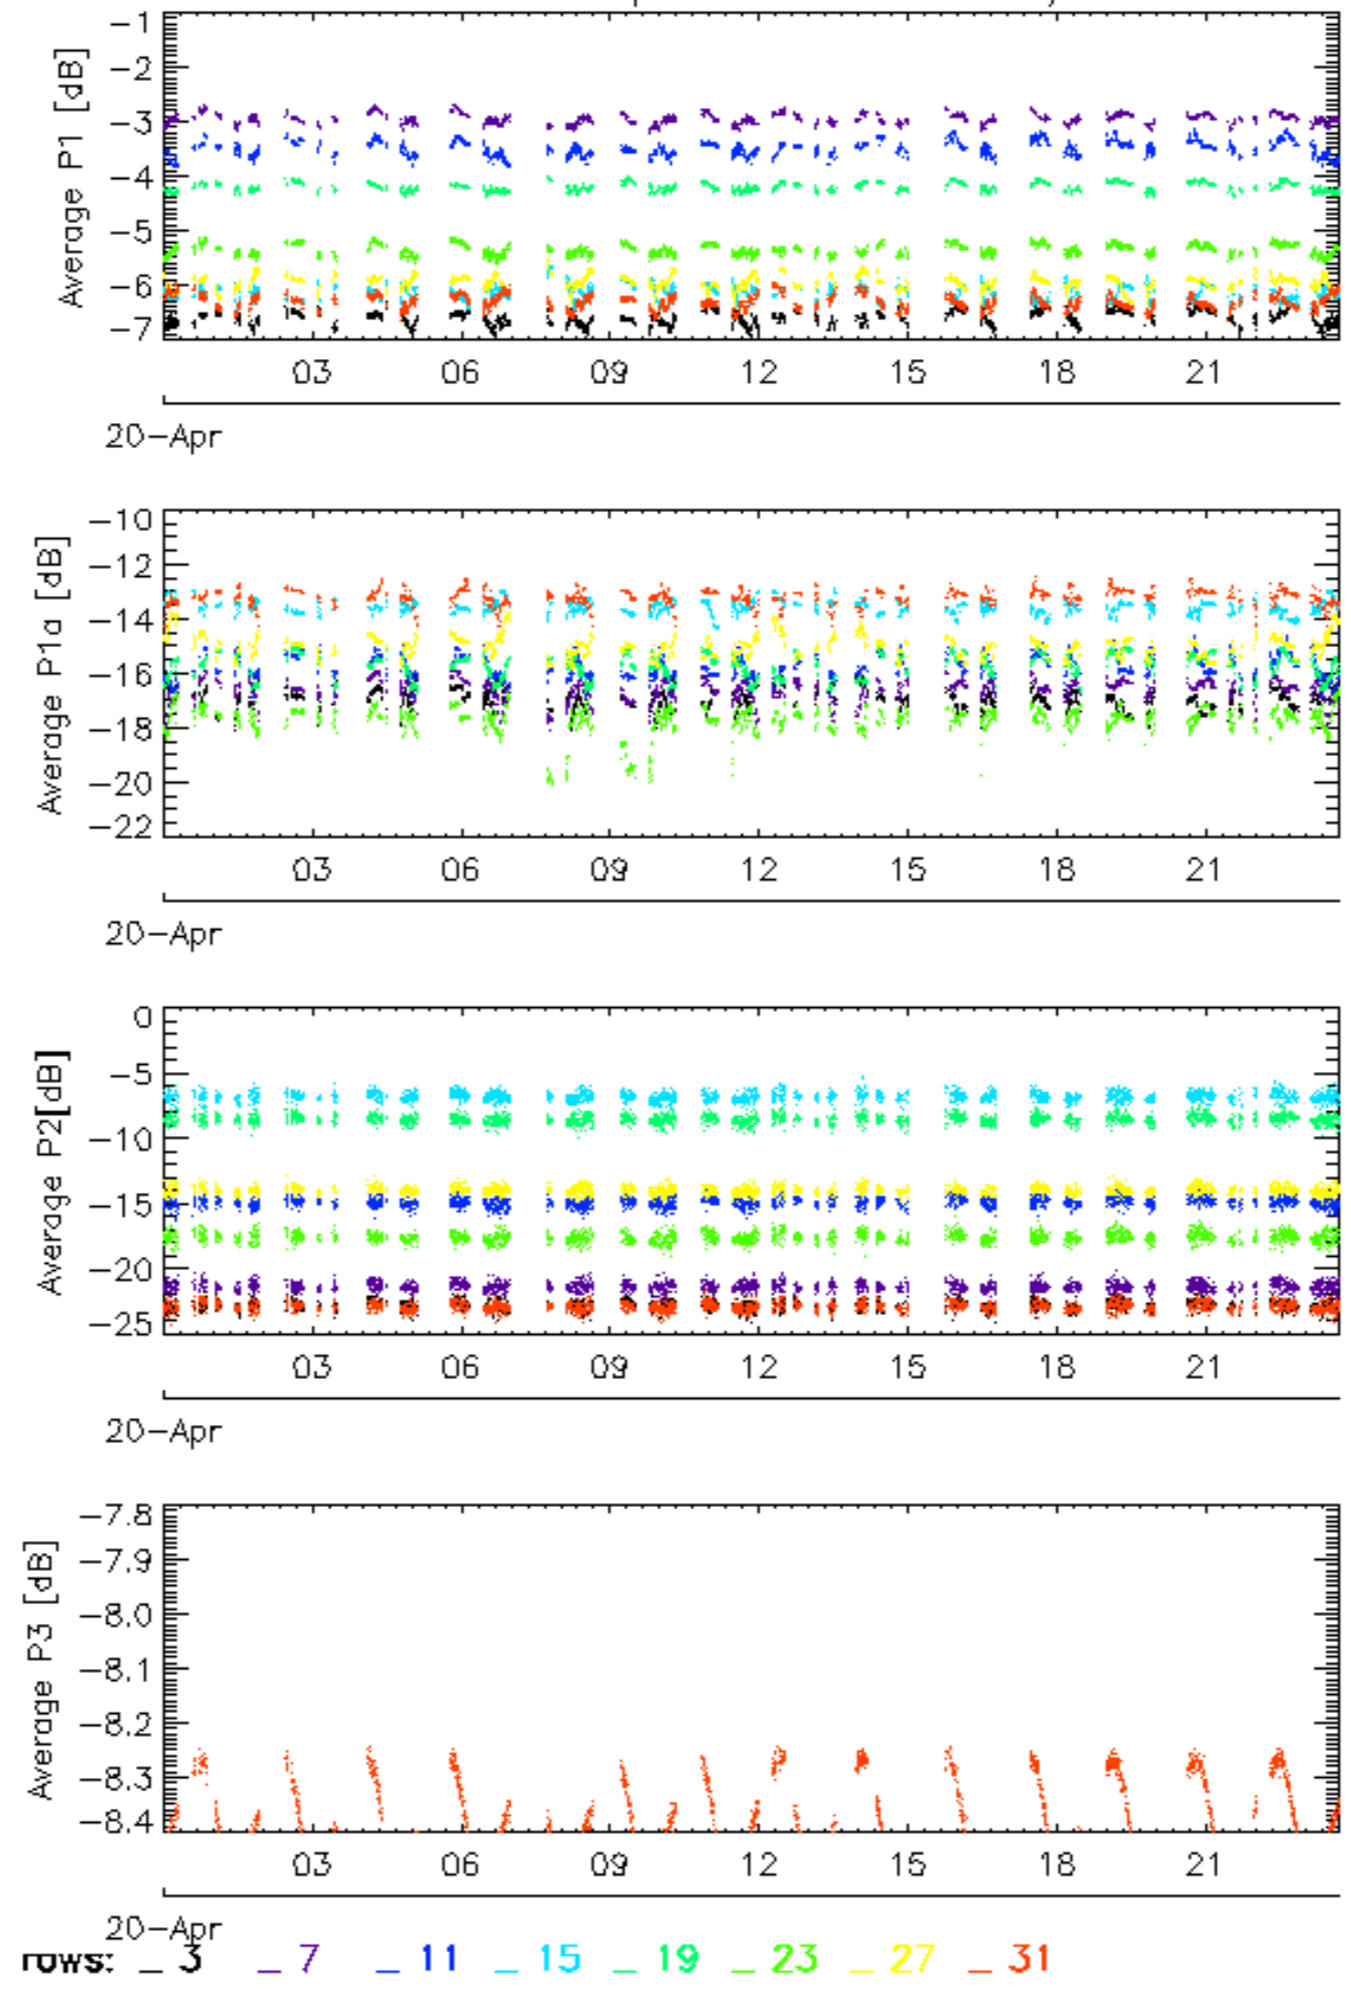 Average P1 [dB]
−1
−2
−3
−4
−5
−6
−7
03 06 09 12 15 18 21
20−Apr
Average P1a [dB]
−10
−12
−14
−16
−18
−20
−22
03 06 09 12 15 18 21
20−Apr
Average P2[dB]
0
−5
−10
−15
−20
−25
03 06 09 12 15 18 21
20−Apr
Average P3 [dB]
−7.8
−7.9
−8.0
−8.1
−8.2
−8.3
−8.4
03 06 09 12 15 18 21
20−Apr
rows: _ 3 _ 7 _ 11 _ 15 _ 19 _ 23 _ 27 _ 31